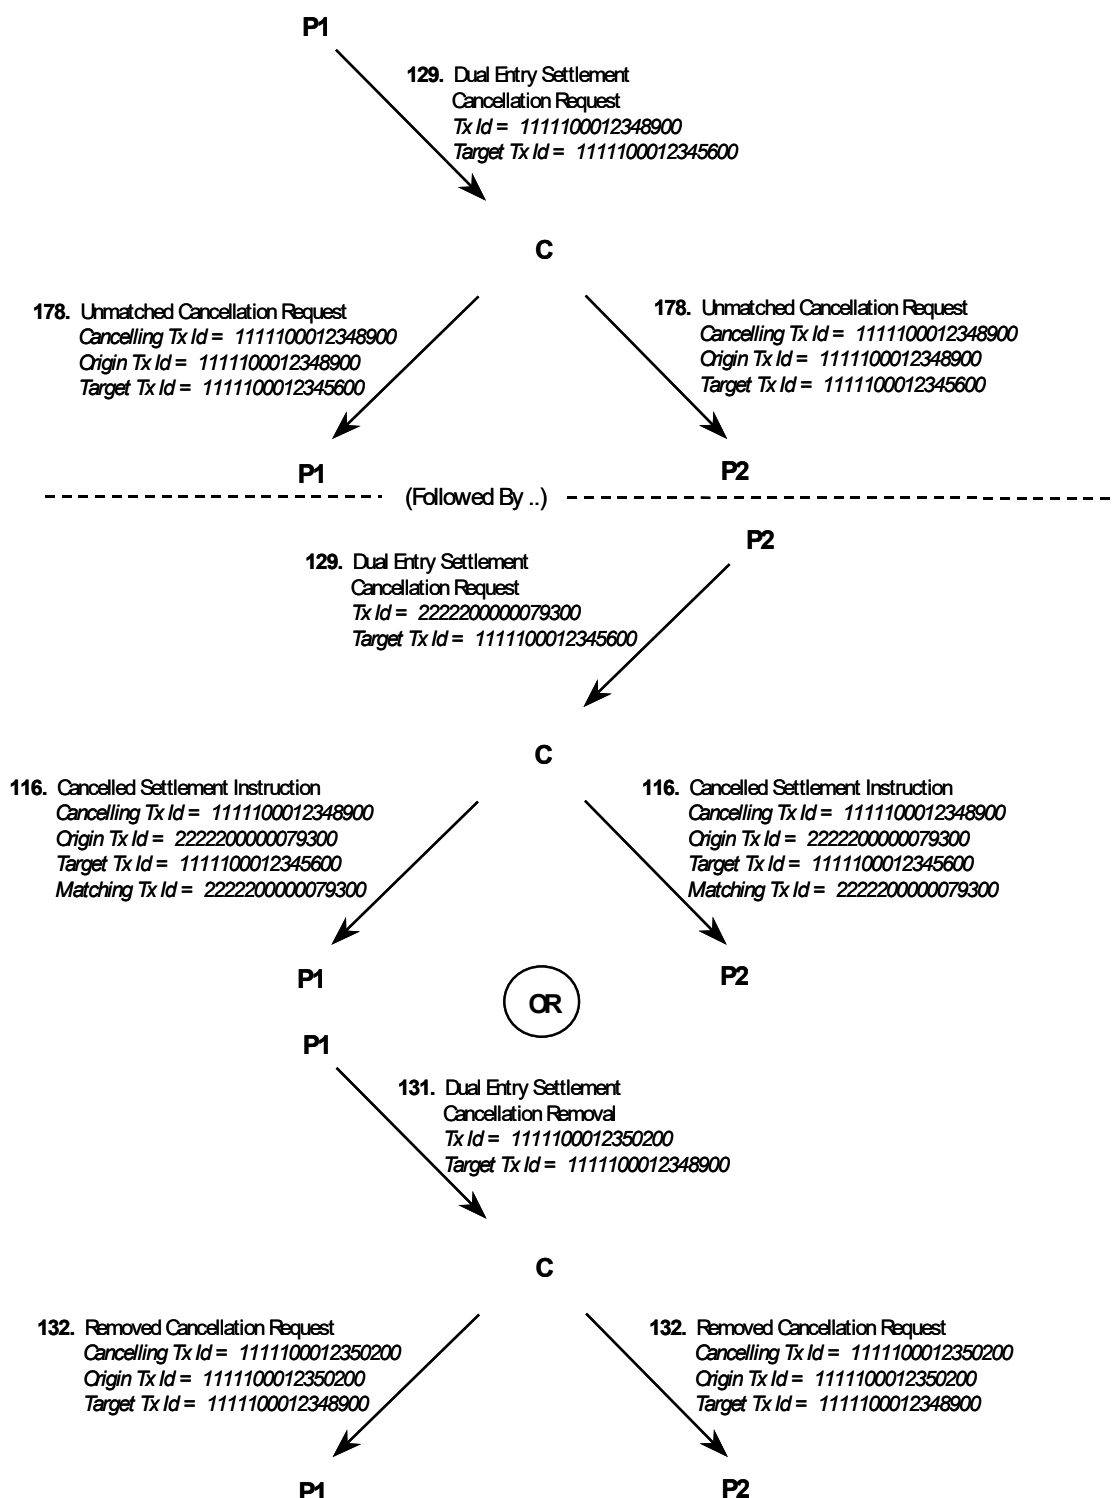 P1
129. Dual Entry Settlement
Cancellation Request
Tx Id = 1111100012348900
Target Tx Id = 1111100012345600
C
178. Unmatched Cancellation Request
Cancelling Tx Id = 1111100012348900
Origin Tx Id = 1111100012348900
Target Tx Id = 1111100012345600
178. Unmatched Cancellation Request
Cancelling Tx Id = 1111100012348900
Origin Tx Id = 1111100012348900
Target Tx Id = 1111100012345600
P1
P2
(Followed By ..)
P2
129. Dual Entry Settlement
Cancellation Request
Tx Id = 2222200000079300
Target Tx Id = 1111100012345600
C
116. Cancelled Settlement Instruction
Cancelling Tx Id = 1111100012348900
Origin Tx Id = 2222200000079300
Target Tx Id = 1111100012345600
Matching Tx Id = 2222200000079300
116. Cancelled Settlement Instruction
Cancelling Tx Id = 1111100012348900
Origin Tx Id = 2222200000079300
Target Tx Id = 1111100012345600
Matching Tx Id = 2222200000079300
P1
P2
OR
P1
131. Dual Entry Settlement
Cancellation Removal
Tx Id = 1111100012350200
Target Tx Id = 1111100012348900
C
132. Removed Cancellation Request
Cancelling Tx Id = 1111100012350200
Origin Tx Id = 1111100012350200
Target Tx Id = 1111100012348900
132. Removed Cancellation Request
Cancelling Tx Id = 1111100012350200
Origin Tx Id = 1111100012350200
Target Tx Id = 1111100012348900
P1
P2